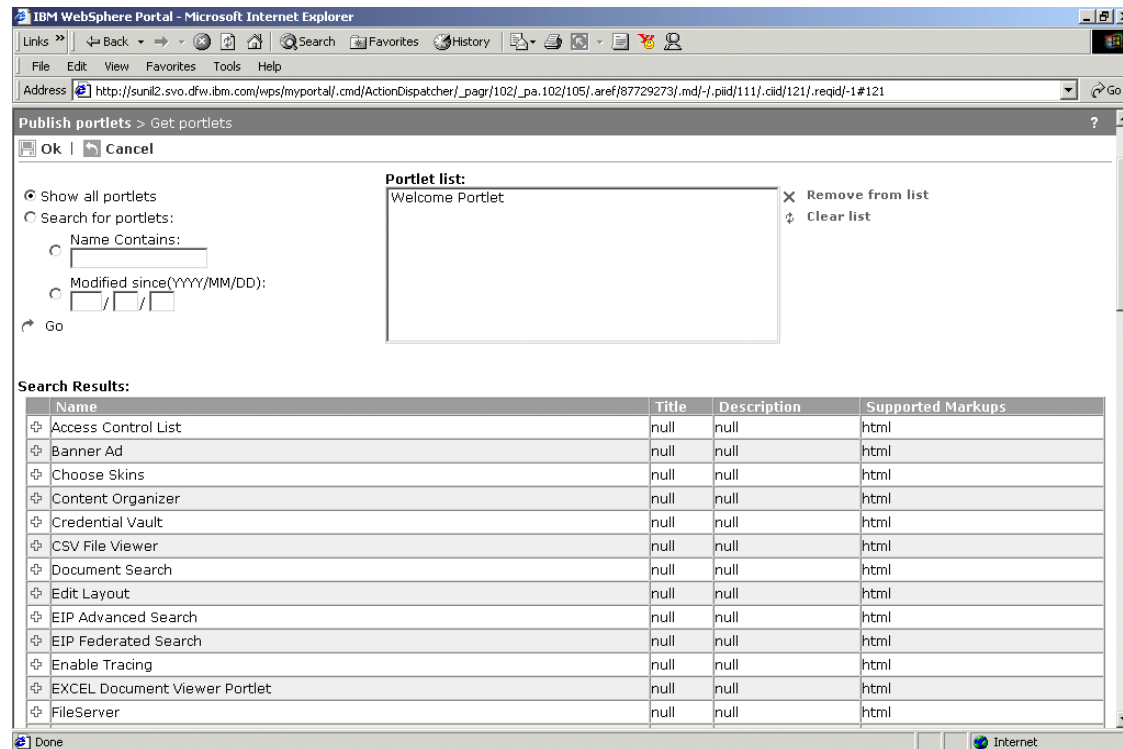 IBM WebSphere Portal - Microsoft Internet Explorer
Links » Back Search Favorites History
File Edit View Favorites Tools Help
Address http://sunil2.svo.dfw.ibm.com/wps/myportal/.cmd/ActionDispatcher/_pagr/102/_pa.102/105/.aref/87729273/.md/-/.piid/111/.ciid/121/.reqid/-1#121 Go
Publish portlets > Get portlets ?
Ok | Cancel
Portlet list:
Show all portlets Welcome Portlet Remove from list
Search for portlets: Clear list
Name Contains:
Modified since(YYYY/MM/DD):
/ /
Go
Search Results:
Name Title Description Supported Markups
Access Control List null null html
Banner Ad null null html
Choose Skins null null html
Content Organizer null null html
Credential Vault null null html
CSV File Viewer null null html
Document Search null null html
Edit Layout null null html
EIP Advanced Search null null html
EIP Federated Search null null html
Enable Tracing null null html
EXCEL Document Viewer Portlet null null html
FileServer null null html
Done Internet